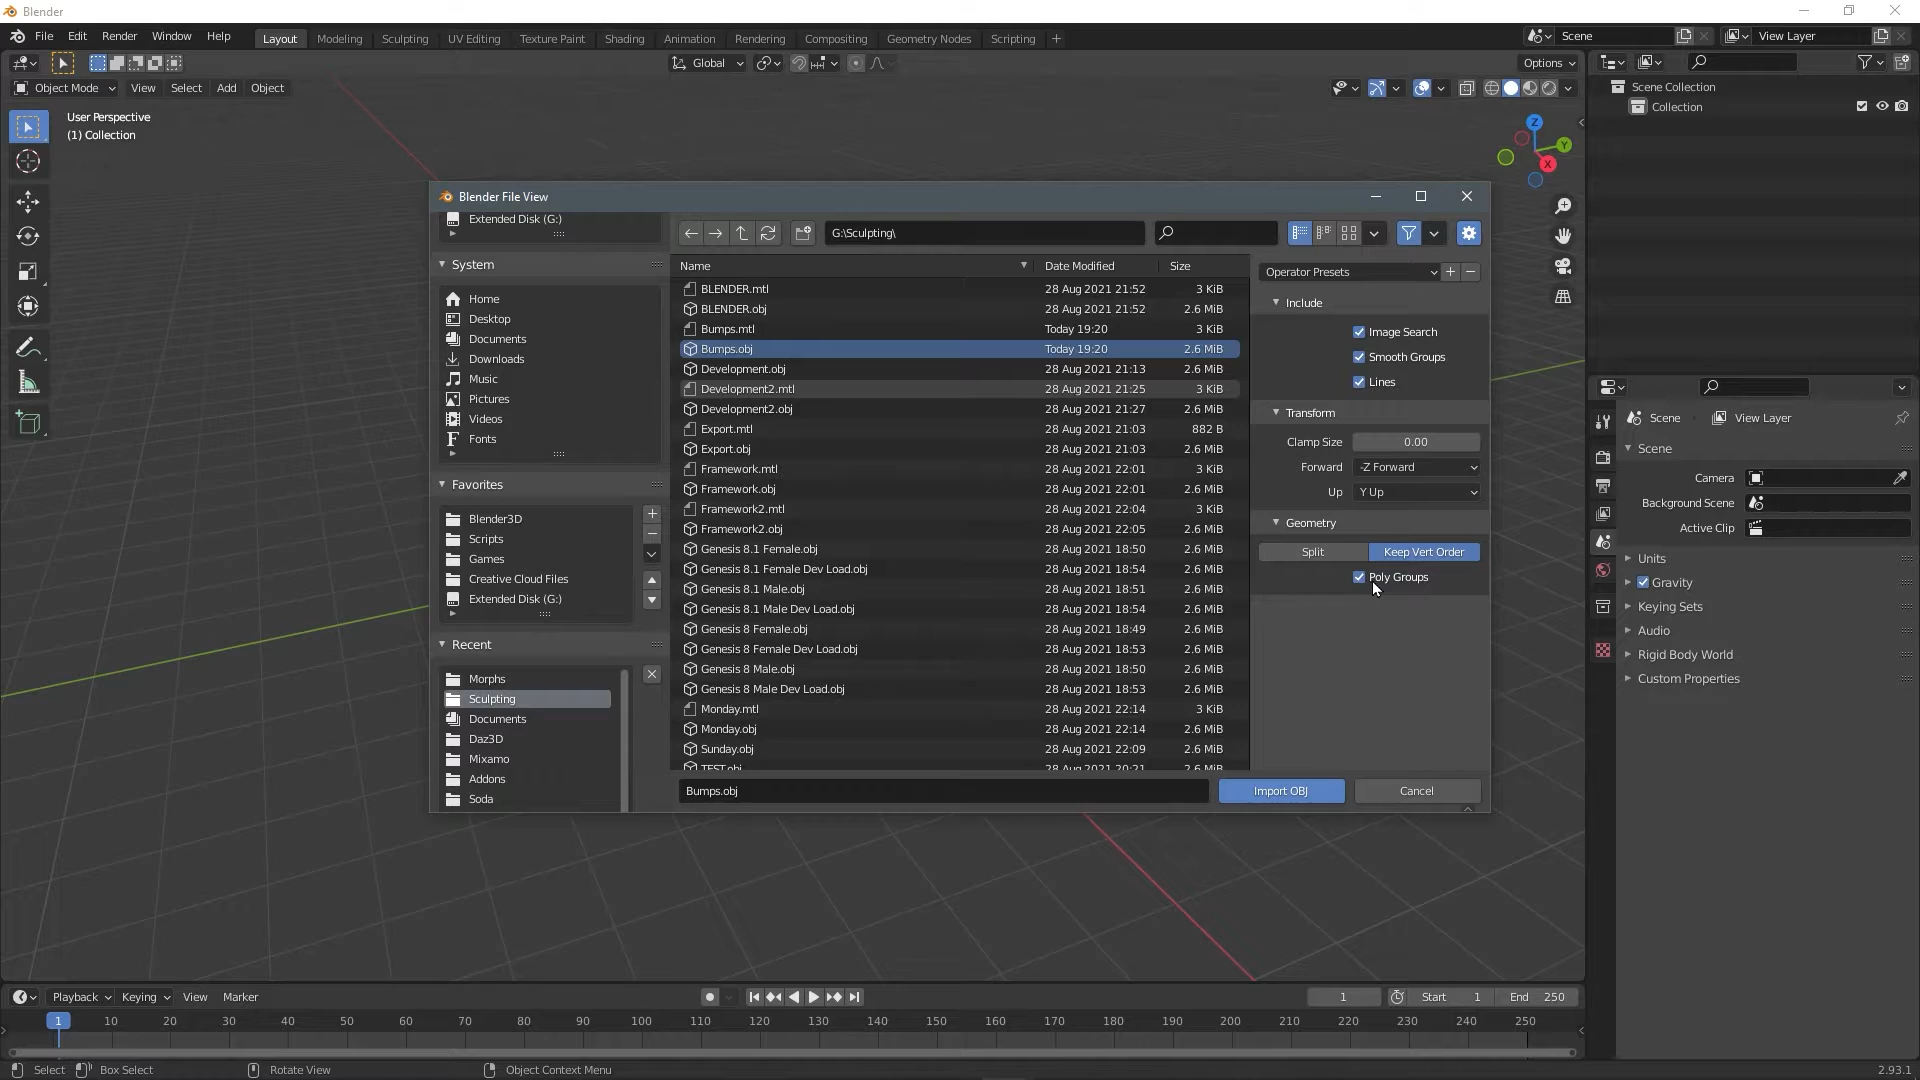 Blender
File Edit Render Window Help Layout Modeling Sculpting UV Editing Texture Paint Shading Animation Rendering Compositing Geometry Nodes Scripting + Scene View Layer
Global Options
Object Mode View Select Add Object
User Perspective
(1) Collection
Z
Y
X
Scene Collection
Collection
Blender File View
Extended Disk (G:)
System
Home
Desktop
Documents
Downloads
Music
Pictures
Videos
Fonts
Favorites
Blender3D
Scripts
Games
Creative Cloud Files
Extended Disk (G:)
Recent
Morphs
Sculpting
Documents
Daz3D
Mixamo
Addons
Soda
G:\Sculpting\
Name Date Modified Size
BLENDER.mtl 28 Aug 2021 21:52 3 KiB
BLENDER.obj 28 Aug 2021 21:52 2.6 MiB
Bumps.mtl Today 19:20 3 KiB
Bumps.obj Today 19:20 2.6 MiB
Development.obj 28 Aug 2021 21:13 2.6 MiB
Development2.mtl 28 Aug 2021 21:25 3 KiB
Development2.obj 28 Aug 2021 21:27 2.6 MiB
Export.mtl 28 Aug 2021 21:03 882 B
Export.obj 28 Aug 2021 21:03 2.6 MiB
Framework.mtl 28 Aug 2021 22:01 3 KiB
Framework.obj 28 Aug 2021 22:01 2.6 MiB
Framework2.mtl 28 Aug 2021 22:04 3 KiB
Framework2.obj 28 Aug 2021 22:05 2.6 MiB
Genesis 8.1 Female.obj 28 Aug 2021 18:50 2.6 MiB
Genesis 8.1 Female Dev Load.obj 28 Aug 2021 18:54 2.6 MiB
Genesis 8.1 Male.obj 28 Aug 2021 18:51 2.6 MiB
Genesis 8.1 Male Dev Load.obj 28 Aug 2021 18:54 2.6 MiB
Genesis 8 Female.obj 28 Aug 2021 18:49 2.6 MiB
Genesis 8 Female Dev Load.obj 28 Aug 2021 18:53 2.6 MiB
Genesis 8 Male.obj 28 Aug 2021 18:50 2.6 MiB
Genesis 8 Male Dev Load.obj 28 Aug 2021 18:53 2.6 MiB
Monday.mtl 28 Aug 2021 22:14 3 KiB
Monday.obj 28 Aug 2021 22:14 2.6 MiB
Sunday.obj 28 Aug 2021 22:09 2.6 MiB
TEST.obj 28 Aug 2021 20:21 2.6 MiB
Bumps.obj Import OBJ Cancel
Operator Presets
Include
Image Search
Smooth Groups
Lines
Transform
Clamp Size 0.00
Forward -Z Forward
Up Y Up
Geometry
Split Keep Vert Order
Poly Groups
Scene View Layer
Scene
Camera
Background Scene
Active Clip
Units
Gravity
Keying Sets
Audio
Rigid Body World
Custom Properties
Playback Keying View Marker 1 Start 1 End 250
1 10 20 30 40 50 60 70 80 90 100 110 120 130 140 150 160 170 180 190 200 210 220 230 240 250
Select Box Select Rotate View Object Context Menu 2.93.1